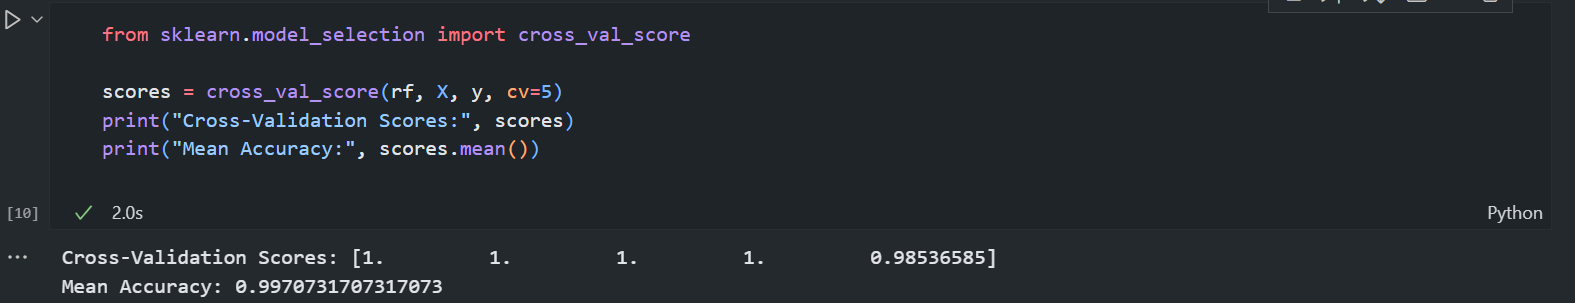 from sklearn.model_selection import cross_val_score
scores = cross_val_score(rf, X, y, cv=5)
print("Cross-Validation Scores:", scores)
print("Mean Accuracy:", scores.mean())
[10] 2.0s Python
Cross-Validation Scores: [1. 1. 1. 1. 0.98536585]
Mean Accuracy: 0.9970731707317073